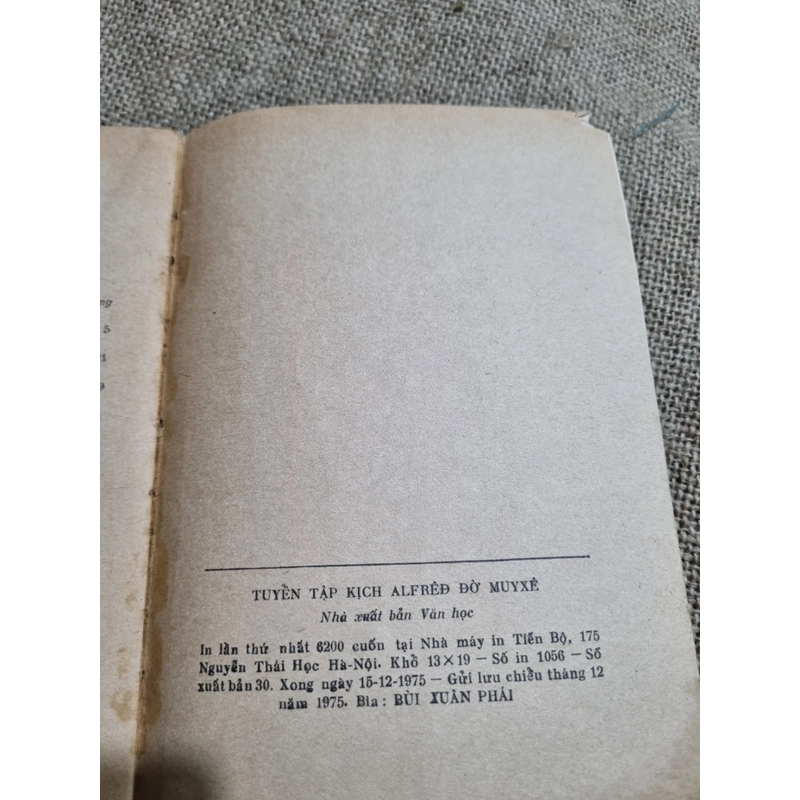 ng
5
TUYỂN TẬP KỊCH ALFRÊĐ ĐỜ MUYXÊ
Nhà xuất bản Văn học
In lần thứ nhất 6200 cuốn tại Nhà máy in Tiến Bộ, 175
Nguyễn Thái Học Hà-Nội. Khổ 13×19 — Số in 1056 — Số
xuất bản 30. Xong ngày 15-12-1975 — Gửi lưu chiểu tháng 12
năm 1975. Bìa : BÙI XUÂN PHÁI